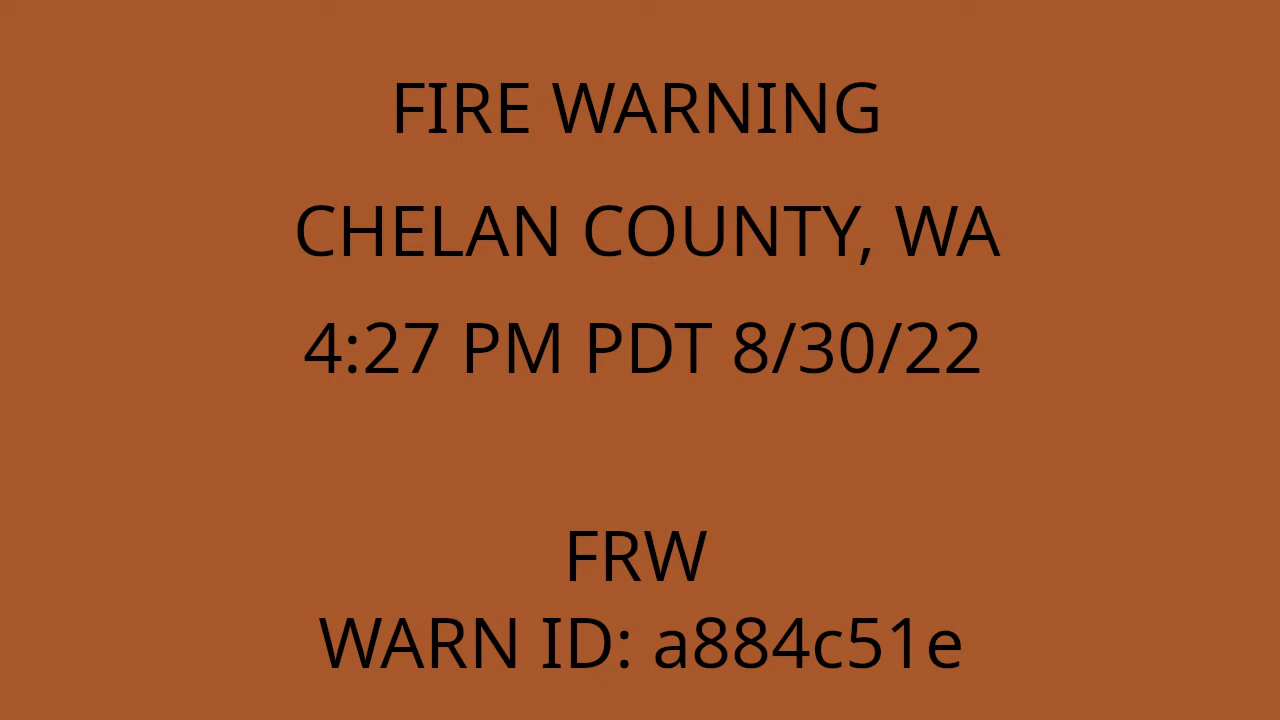 FIRE WARNING
CHELAN COUNTY, WA
4:27 PM PDT 8/30/22
FRW
WARN ID: a884c51e